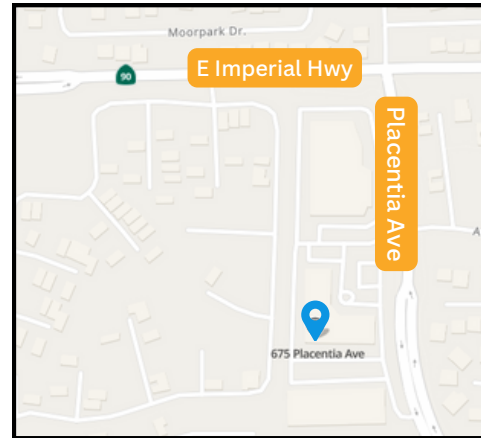 Moorpark Dr.
E Imperial Hwy
90
Placentia Ave
A
675 Placentia Ave